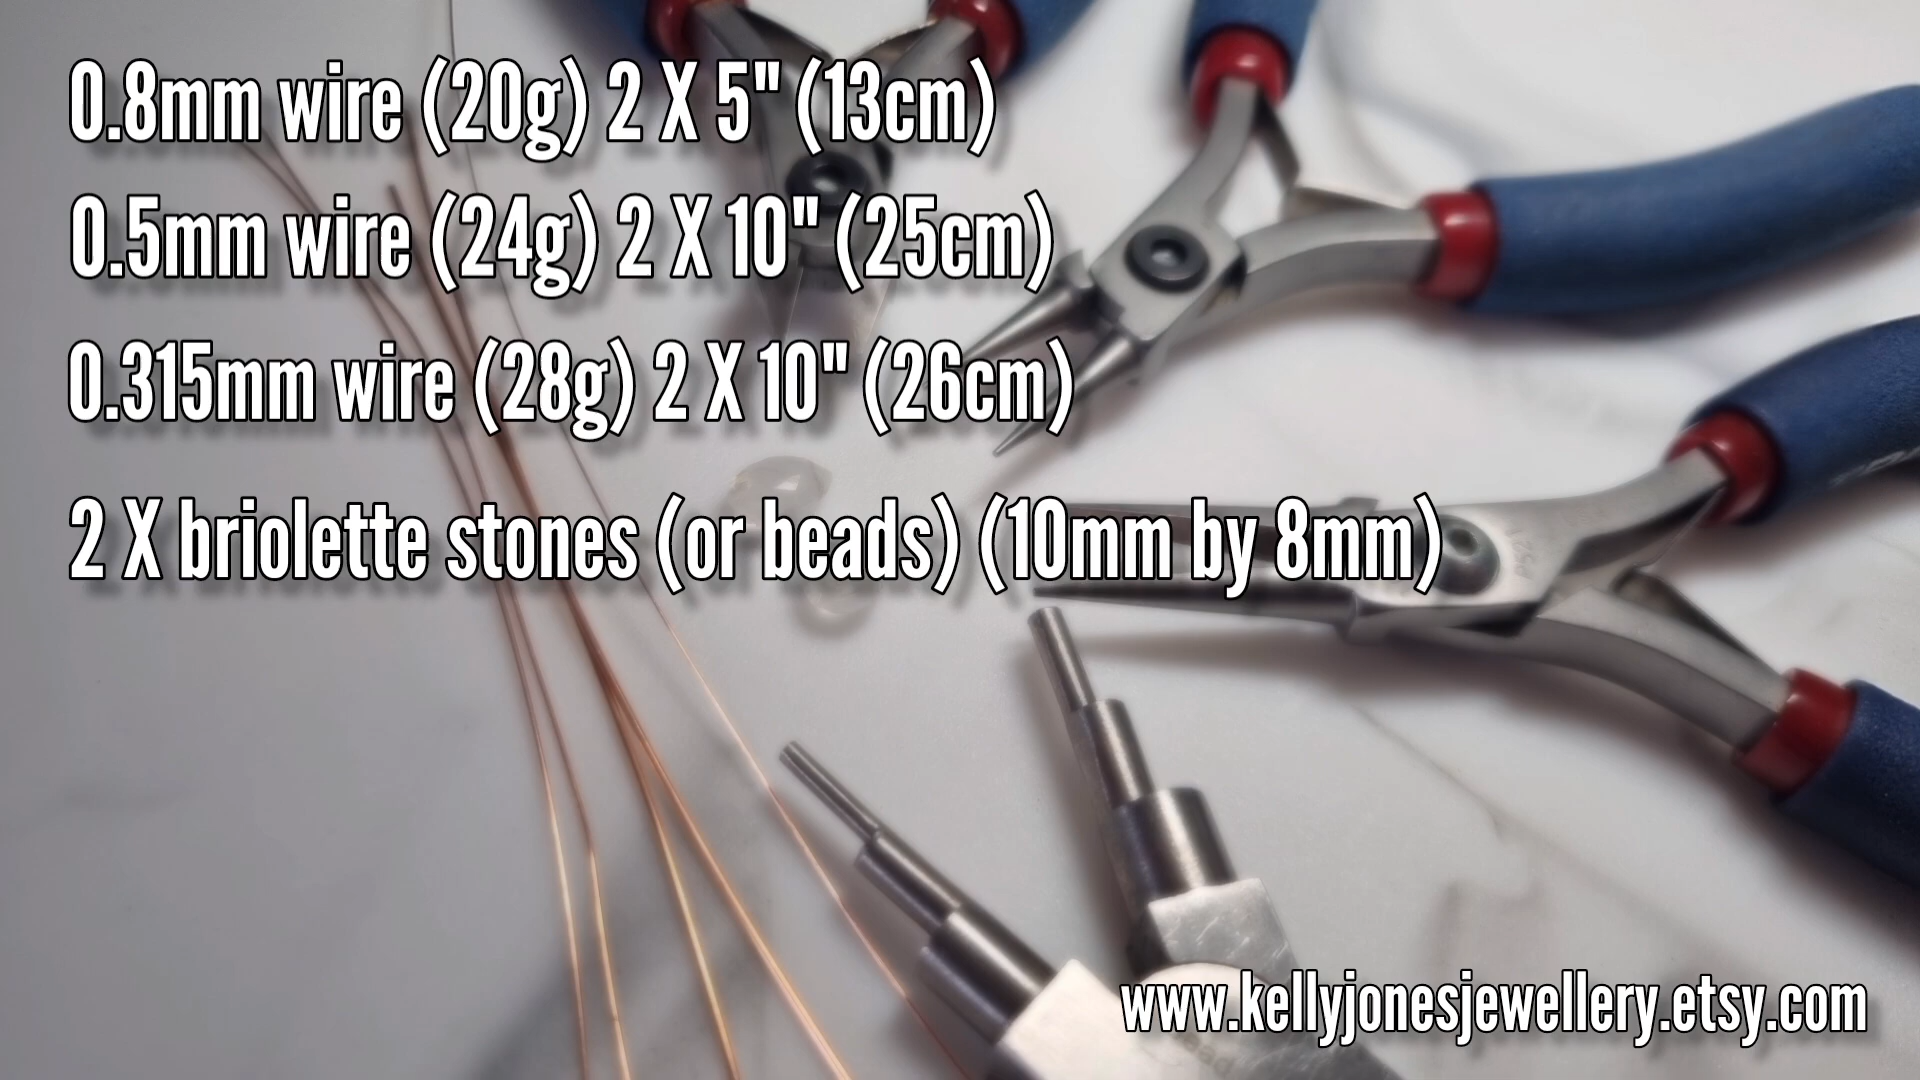 0.8mm wire (20g) 2 X 5" (13cm)
0.5mm wire (24g) 2 X 10" (25cm)
0.315mm wire (28g) 2 X 10" (26cm)
2 X briolette stones (or beads) (10mm by 8mm)
www.kellyjonesjewellery.etsy.com